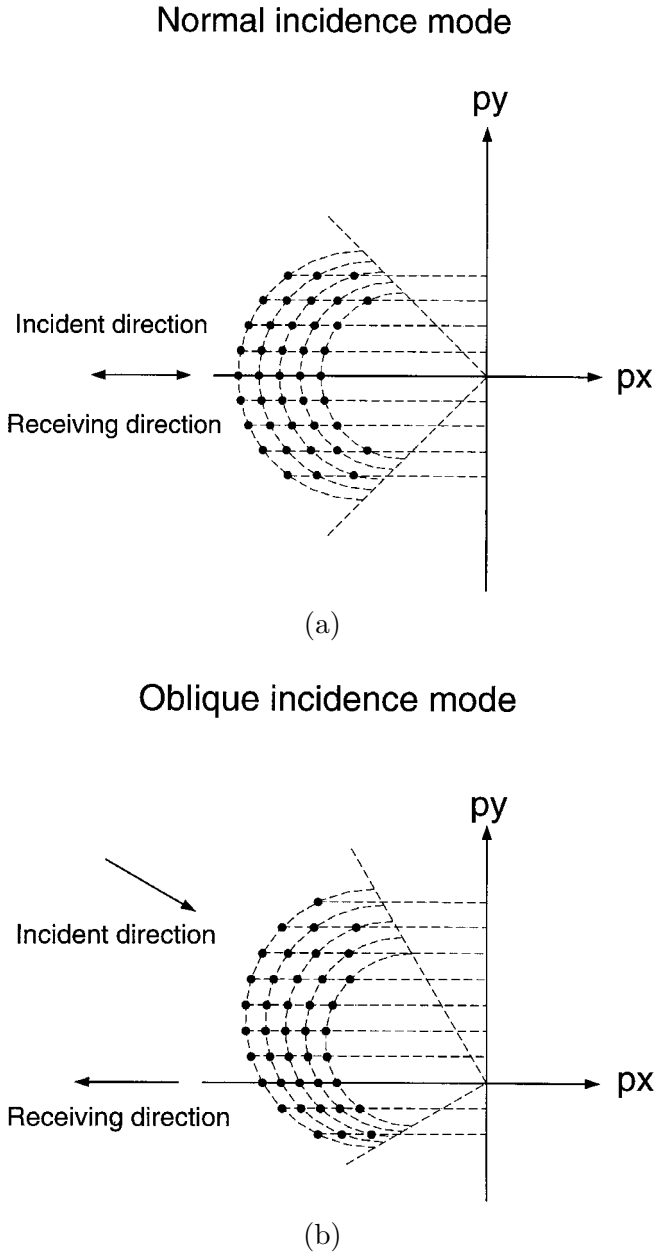 Normal incidence mode
py
Incident direction
px
Receiving direction
(a)
Oblique incidence mode
py
Incident direction
px
Receiving direction
(b)